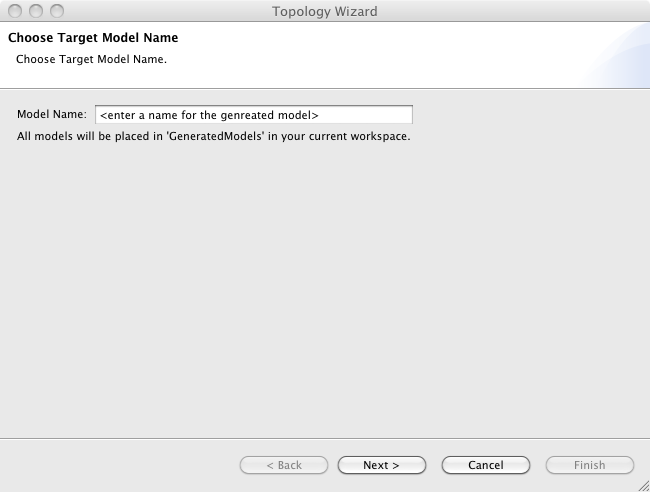 Topology Wizard
Choose Target Model Name
Choose Target Model Name.
Model Name: <enter a name for the genreated model>
All models will be placed in 'GeneratedModels' in your current workspace.
< Back Next > Cancel Finish